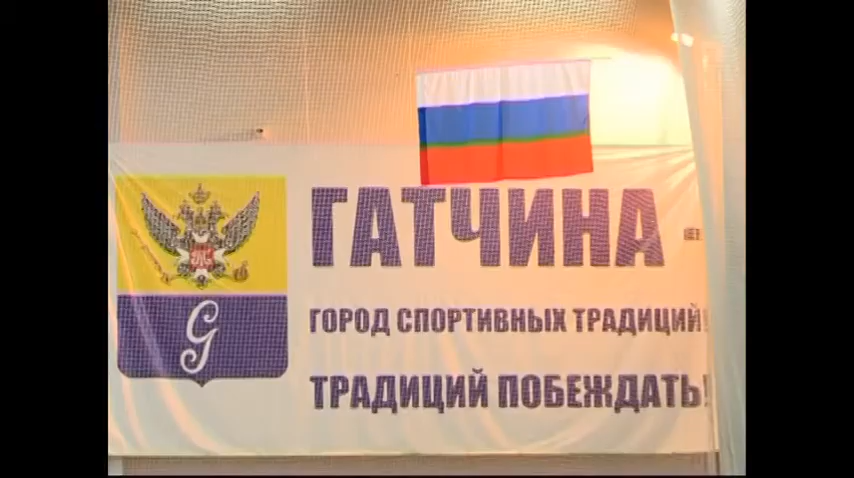 ГАТЧИНА -
ГОРОД СПОРТИВНЫХ ТРАДИЦИЙ!
ТРАДИЦИЙ ПОБЕЖДАТЬ!
G